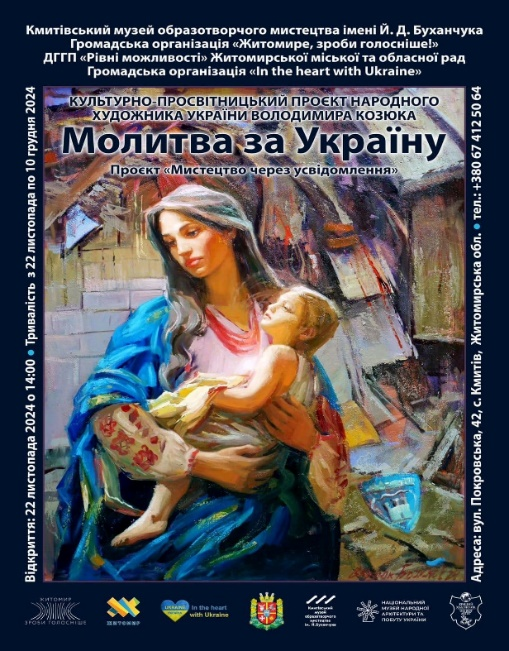 Кмитівський музей образотворчого мистецтва імені Й. Д. Буханчука
Громадська організація «Житомире, зроби голосніше!»
ДГГП «Рівні можливості» Житомирської міської та обласної рад
Громадська організація «In the heart with Ukraine»
КУЛЬТУРНО-ПРОСВІТНИЦЬКИЙ ПРОЄКТ НАРОДНОГО
ХУДОЖНИКА УКРАЇНИ ВОЛОДИМИРА КОЗЮКА
Молитва за Україну
Проєкт «Мистецтво через усвідомлення»
Відкриття: 22 листопада 2024 о 14:00 • Тривалість з 22 листопада по 10 грудня 2024
Адреса: вул. Покровська, 42, с. Кмитів, Житомирська обл. • тел.: +380 67 412 50 64
ЖИТОМИР
ЗРОБИ ГОЛОСНІШЕ
ЖИТОМИР
UKRAINE
In the heart
with Ukraine
Кмитівський
музей
образотворчого
мистецтва
ім. Й.Буханчука
НАЦІОНАЛЬНИЙ
МУЗЕЙ НАРОДНОЇ
АРХІТЕКТУРИ ТА
ПОБУТУ УКРАЇНИ